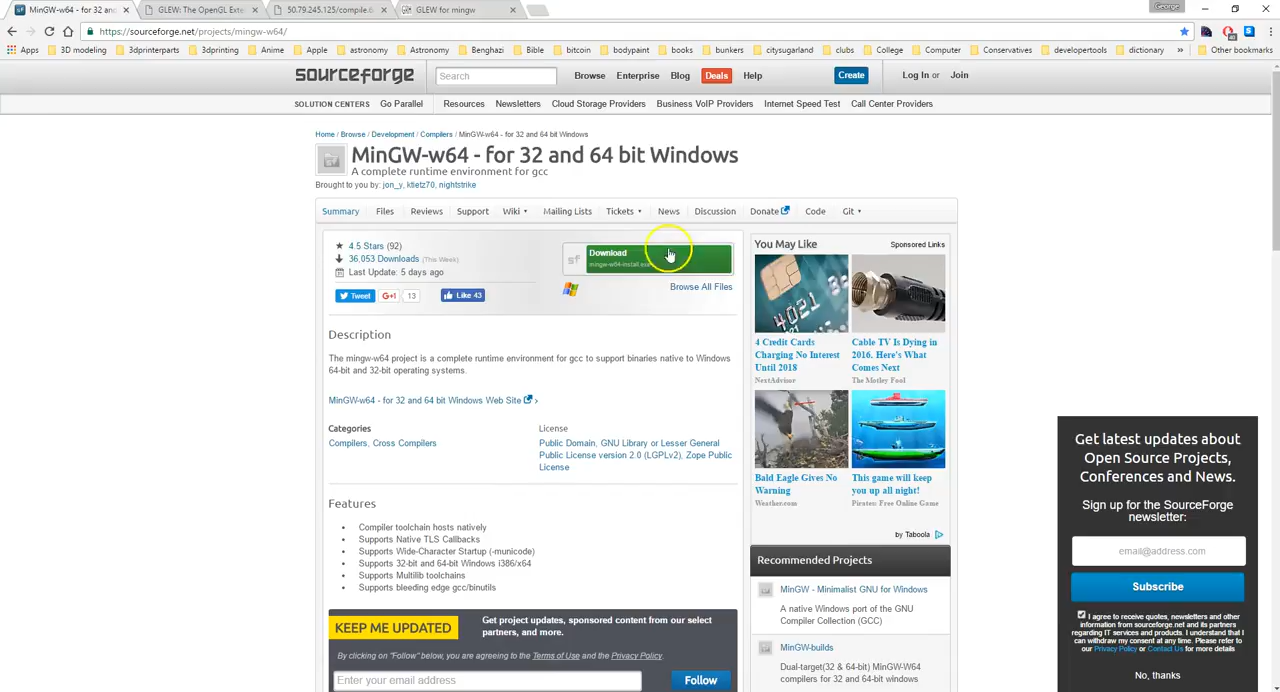 MinGW-w64 - for 32 and 64
GLEW: The OpenGL Extens
50.79.245.125/compile.6
GLEW for mingw
George
https://sourceforge.net/projects/mingw-w64/
Apps 3D modeling 3dprinterparts 3dprinting Anime Apple astronomy Astronomy Benghazi Bible bitcoin bodypaint books bunkers citysugarland clubs College Computer Conservatives developertools dictionary » Other bookmarks
sourceforge Search Browse Enterprise Blog Deals Help Create Log In or Join
SOLUTION CENTERS Go Parallel Resources Newsletters Cloud Storage Providers Business VoIP Providers Internet Speed Test Call Center Providers
Home / Browse / Development / Compilers / MinGW-w64 - for 32 and 64 bit Windows
MinGW-w64 - for 32 and 64 bit Windows
A complete runtime environment for gcc
Brought to you by: jon_y, ktietz70, nightstrike
Summary Files Reviews Support Wiki Mailing Lists Tickets News Discussion Donate Code Git
4.5 Stars (92)
36,053 Downloads (This Week)
Last Update: 5 days ago
sf Download
mingw-w64-install.exe
Browse All Files
Tweet G+1 13 Like 43
Description
The mingw-w64 project is a complete runtime environment for gcc to support binaries native to Windows
64-bit and 32-bit operating systems.
MinGW-w64 - for 32 and 64 bit Windows Web Site ›
Categories
Compilers, Cross Compilers
License
Public Domain, GNU Library or Lesser General
Public License version 2.0 (LGPLv2), Zope Public
License
Features
• Compiler toolchain hosts natively
• Supports Native TLS Callbacks
• Supports Wide-Character Startup (-municode)
• Supports 32-bit and 64-bit Windows i386/x64
• Supports Multilib toolchains
• Supports bleeding edge gcc/binutils
KEEP ME UPDATED
Get project updates, sponsored content from our select
partners, and more.
By clicking on "Follow" below, you are agreeing to the Terms of Use and the Privacy Policy.
Enter your email address Follow
You May Like Sponsored Links
4021
4 Credit Cards
Charging No Interest
Until 2018
NextAdvisor
Cable TV Is Dying in
2016. Here's What
Comes Next
The Motley Fool
Bald Eagle Gives No
Warning
Weather.com
This game will keep
you up all night!
Pirates: Free Online Game
by Taboola
Recommended Projects
MinGW - Minimalist GNU for Windows
A native Windows port of the GNU
Compiler Collection (GCC)
MinGW-builds
Dual-target(32 & 64-bit) MinGW-W64
compilers for 32 and 64-bit windows
Get latest updates about
Open Source Projects,
Conferences and News.
Sign up for the SourceForge
newsletter:
email@address.com
Subscribe
I agree to receive quotes, newsletters and other
information from sourceforge.net and its partners
regarding IT services and products. I understand that I
can withdraw my consent at any time. Please refer to
our Privacy Policy or Contact Us for more details
No, thanks